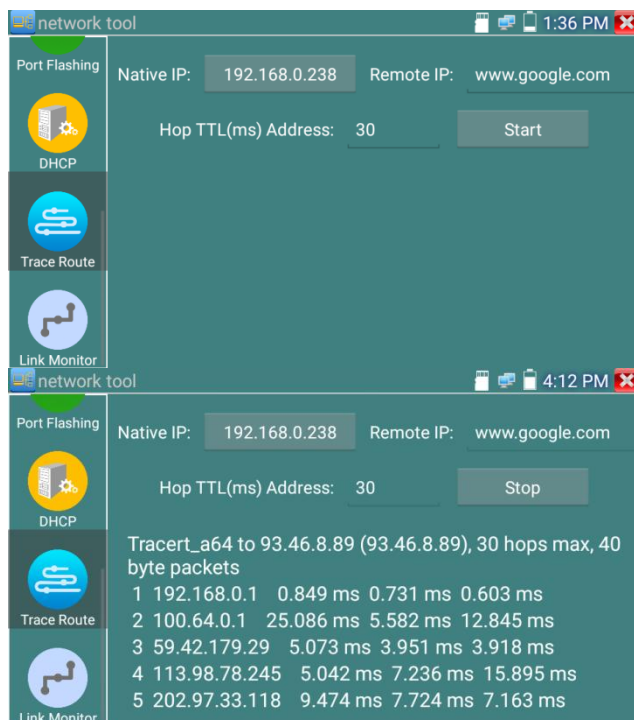 network tool 1:36 PM
Port Flashing
Native IP: 192.168.0.238 Remote IP: www.google.com
Hop TTL(ms) Address: 30 Start
DHCP
Trace Route
Link Monitor
network tool 4:12 PM
Port Flashing
Native IP: 192.168.0.238 Remote IP: www.google.com
Hop TTL(ms) Address: 30 Stop
DHCP
Tracert_a64 to 93.46.8.89 (93.46.8.89), 30 hops max, 40
byte packets
1 192.168.0.1 0.849 ms 0.731 ms 0.603 ms
2 100.64.0.1 25.086 ms 5.582 ms 12.845 ms
Trace Route
3 59.42.179.29 5.073 ms 3.951 ms 3.918 ms
4 113.98.78.245 5.042 ms 7.236 ms 15.895 ms
5 202.97.33.118 9.474 ms 7.724 ms 7.163 ms
Link Monitor